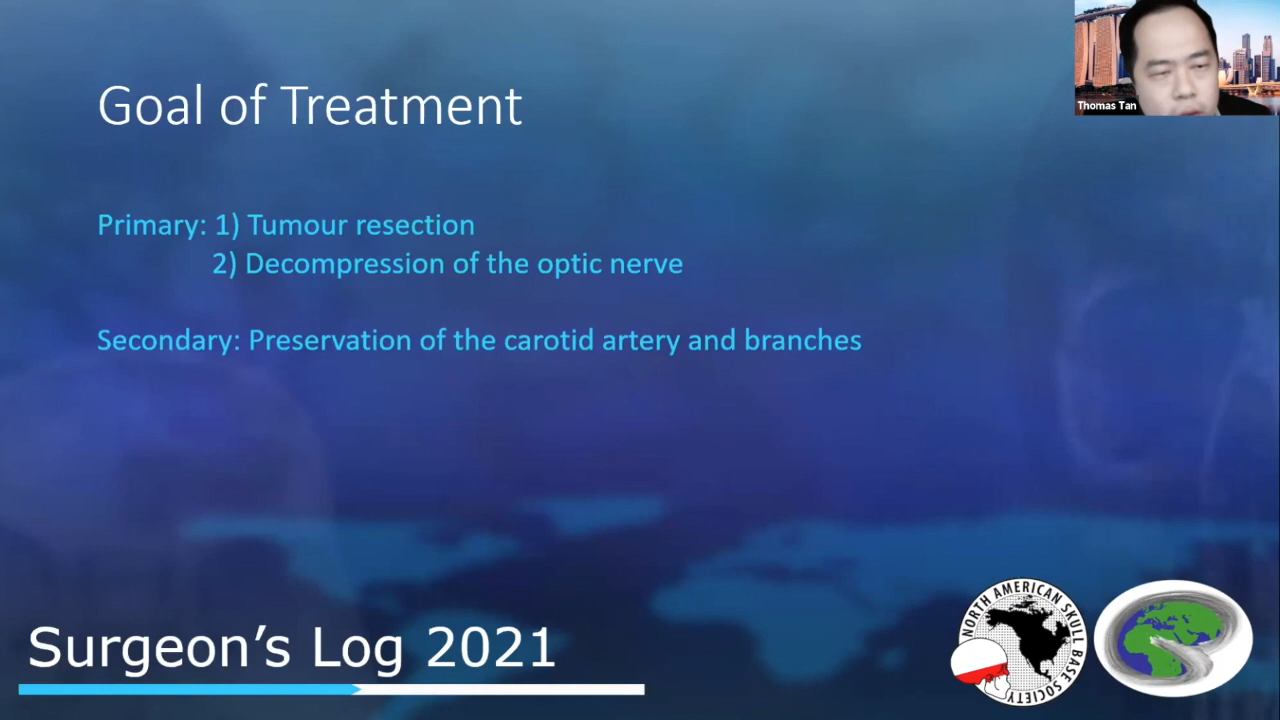 Goal of Treatment
Thomas Tan
Primary: 1) Tumour resection
2) Decompression of the optic nerve
Secondary: Preservation of the carotid artery and branches
Surgeon’s Log 2021
NORTH AMERICAN SKULL BASE SOCIETY